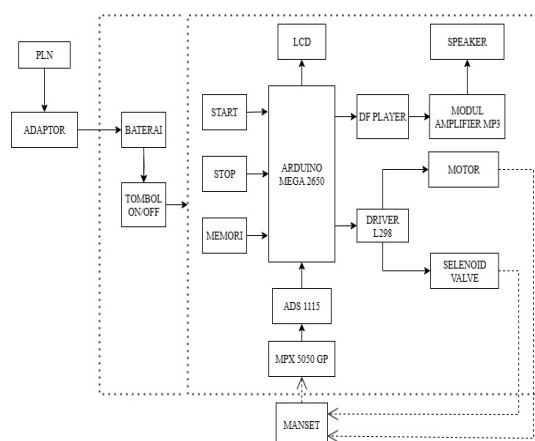 PLN
ADAPTOR
BATERAI
TOMBOL
ON/OFF
START
STOP
MEMORI
LCD
ARDUINO
MEGA 2650
ADS 1115
MPX 5050 GP
MANSET
DF PLAYER
SPEAKER
MODUL
AMPLIFIER MP3
DRIVER
L298
MOTOR
SELENOID
VALVE